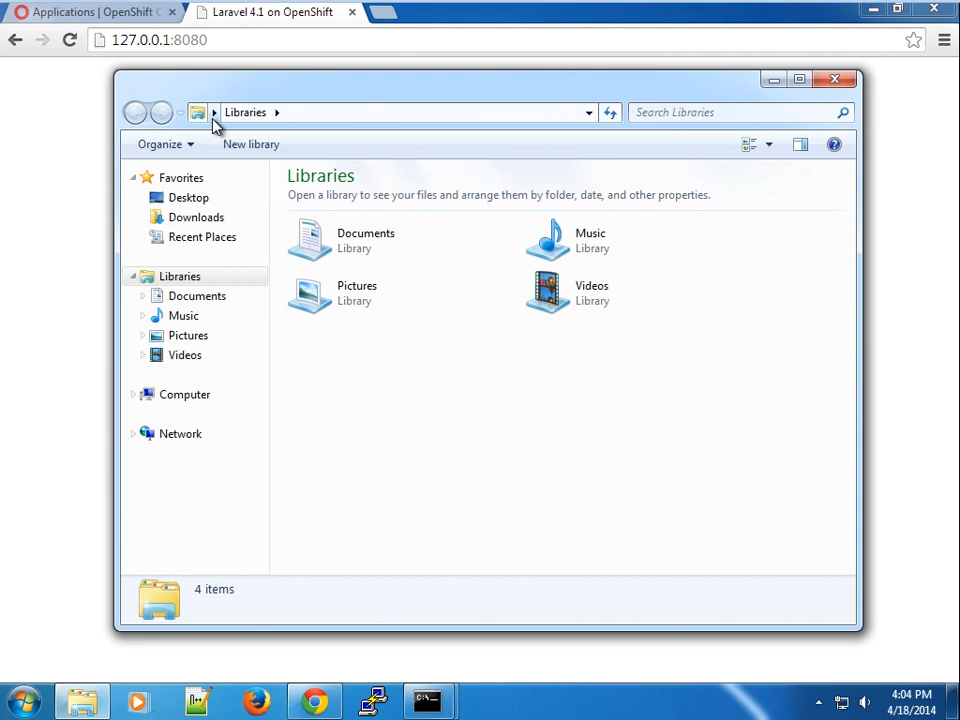 Applications | OpenShift C
Laravel 4.1 on OpenShift
127.0.0.1:8080
Libraries
Search Libraries
Organize
New library
Favorites
Desktop
Downloads
Recent Places
Libraries
Documents
Music
Pictures
Videos
Computer
Network
Libraries
Open a library to see your files and arrange them by folder, date, and other properties.
Documents
Library
Music
Library
Pictures
Library
Videos
Library
4 items
C:\.
4:04 PM
4/18/2014